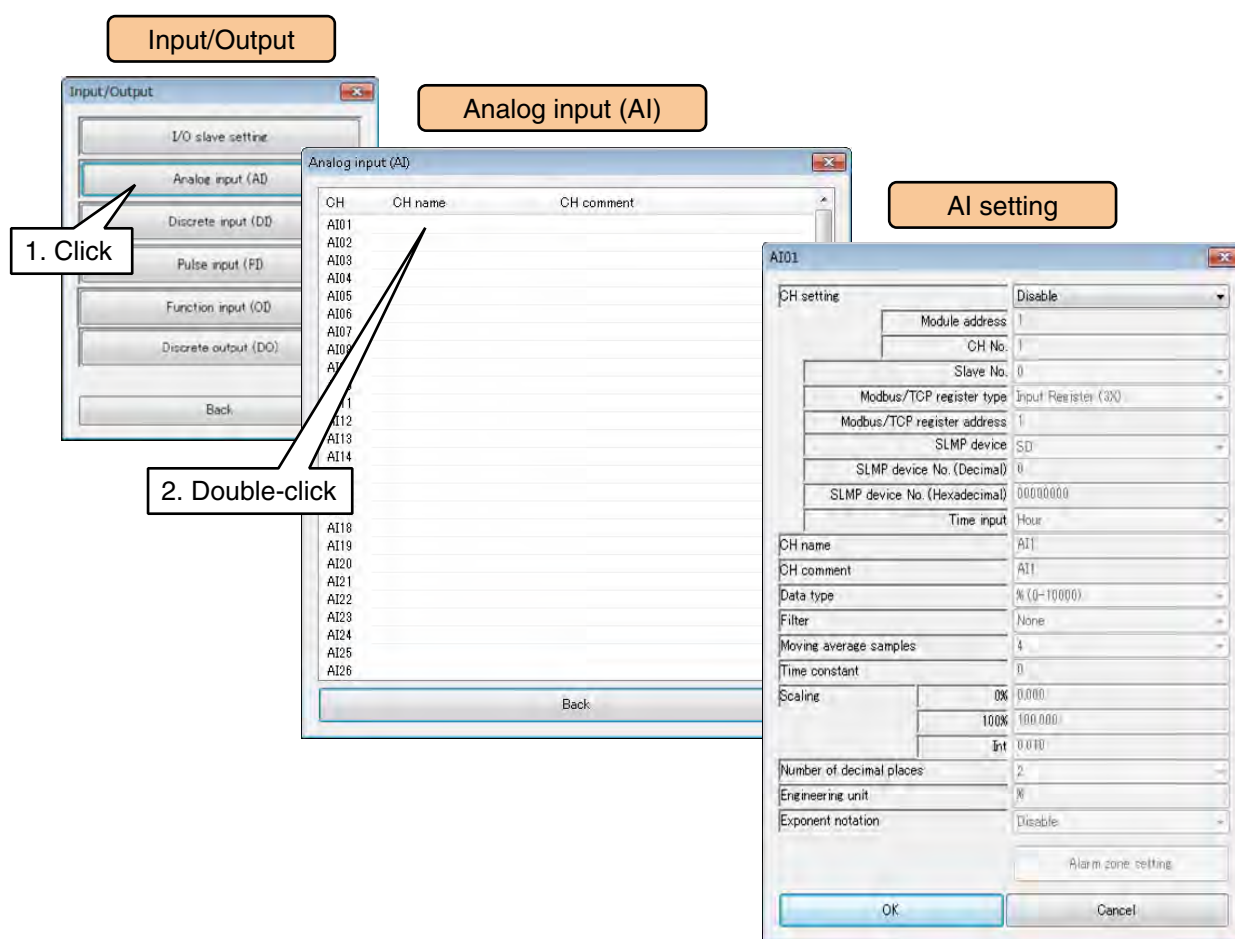 Input/Output
Input/Output
I/O slave setting
Analog input (AI)
Discrete input (DI)
Pulse input (PI)
Function input (OI)
Discrete output (DO)
Back
1. Click
Analog input (AI)
Analog input (AI)
CH CH name CH comment
AI01
AI02
AI03
AI04
AI05
AI06
AI07
AI12
AI13
AI14
AI18
AI19
AI20
AI21
AI22
AI23
AI24
AI25
AI26
Back
2. Double-click
AI setting
AI01
CH setting Disable
Module address 1
CH No. 1
Slave No. 0
Modbus/TCP register type Input Register (3X)
Modbus/TCP register address 1
SLMP device SD
SLMP device No. (Decimal) 0
SLMP device No. (Hexadecimal) 00000000
Time input Hour
CH name AI1
CH comment AI1
Data type % (0-10000)
Filter None
Moving average samples 4
Time constant 0
Scaling 0% 0.000
100% 100.000
Int 0.010
Number of decimal places 2
Engineering unit %
Exponent notation Disable
Alarm zone setting
OK Cancel